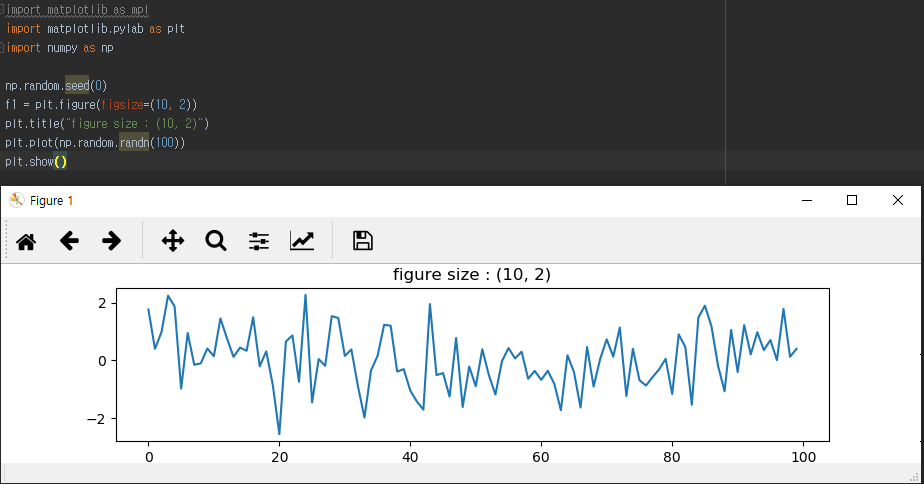 import matplotlib as mpl
import matplotlib.pylab as plt
import numpy as np
np.random.seed(0)
f1 = plt.figure(figsize=(10, 2))
plt.title("figure size : (10, 2)")
plt.plot(np.random.randn(100))
plt.show()
Figure 1
figure size : (10, 2)
2
0
−2
0 20 40 60 80 100